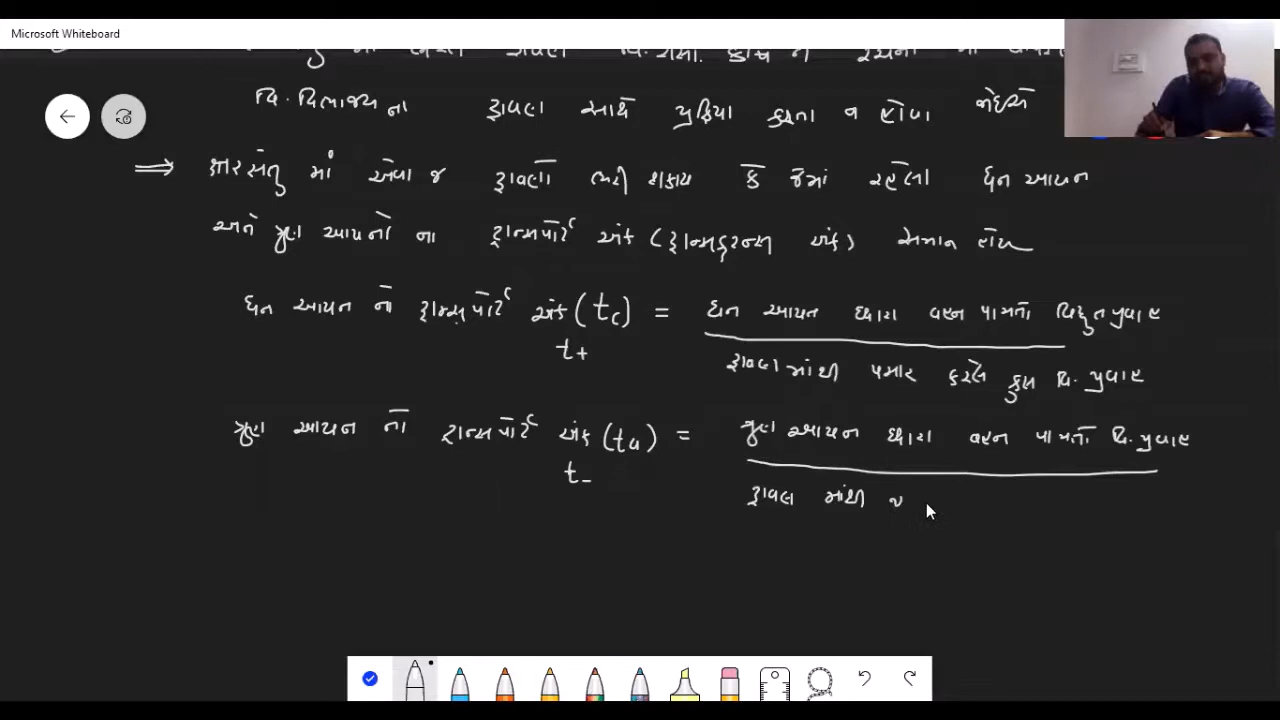 Microsoft Whiteboard
વિ. વિભાજ્ય ના દ્રાવણ સાથે પ્રક્રિયા કરતા ન હોવા જોઇએ
⇒ ક્ષારસેતુ માં એવા જ દ્રાવણો ભરી શકાય કે જેમાં રહેલા ધન આયન
અને ઋણ આયનો ના ટ્રાન્સપોર્ટ અંક ( ટ્રાન્સફરન્સ અંક ) સમાન હોય
ધન આયન નો ટ્રાન્સપોર્ટ અંક (tc) = ધન આયન દ્વારા વહન પામતો વિદ્યુત પ્રવાહ
t+ દ્રાવણમાંથી પસાર કરેલ કુલ વિ. પ્રવાહ
ઋણ આયન નો ટ્રાન્સપોર્ટ અંક (ta) = ઋણ આયન દ્વારા વહન પામતો વિ. પ્રવાહ
t- દ્રાવણ માંથી